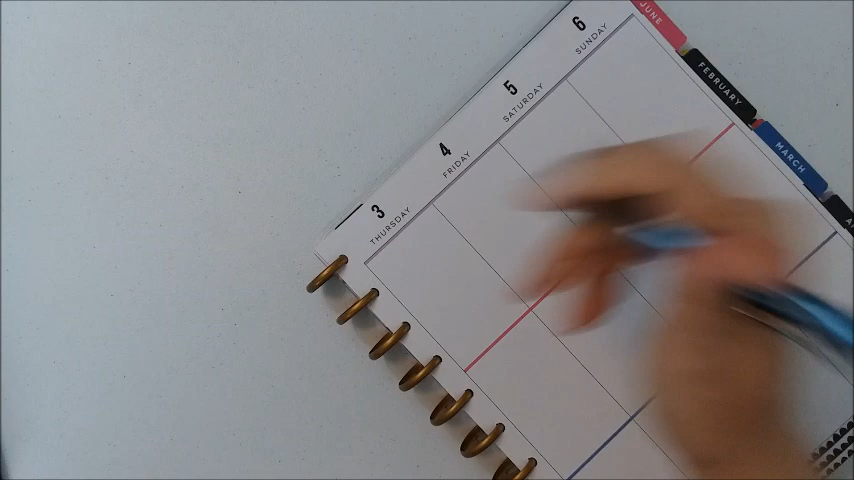 3
THURSDAY
4
FRIDAY
5
SATURDAY
6
SUNDAY
JUNE
FEBRUARY
MARCH